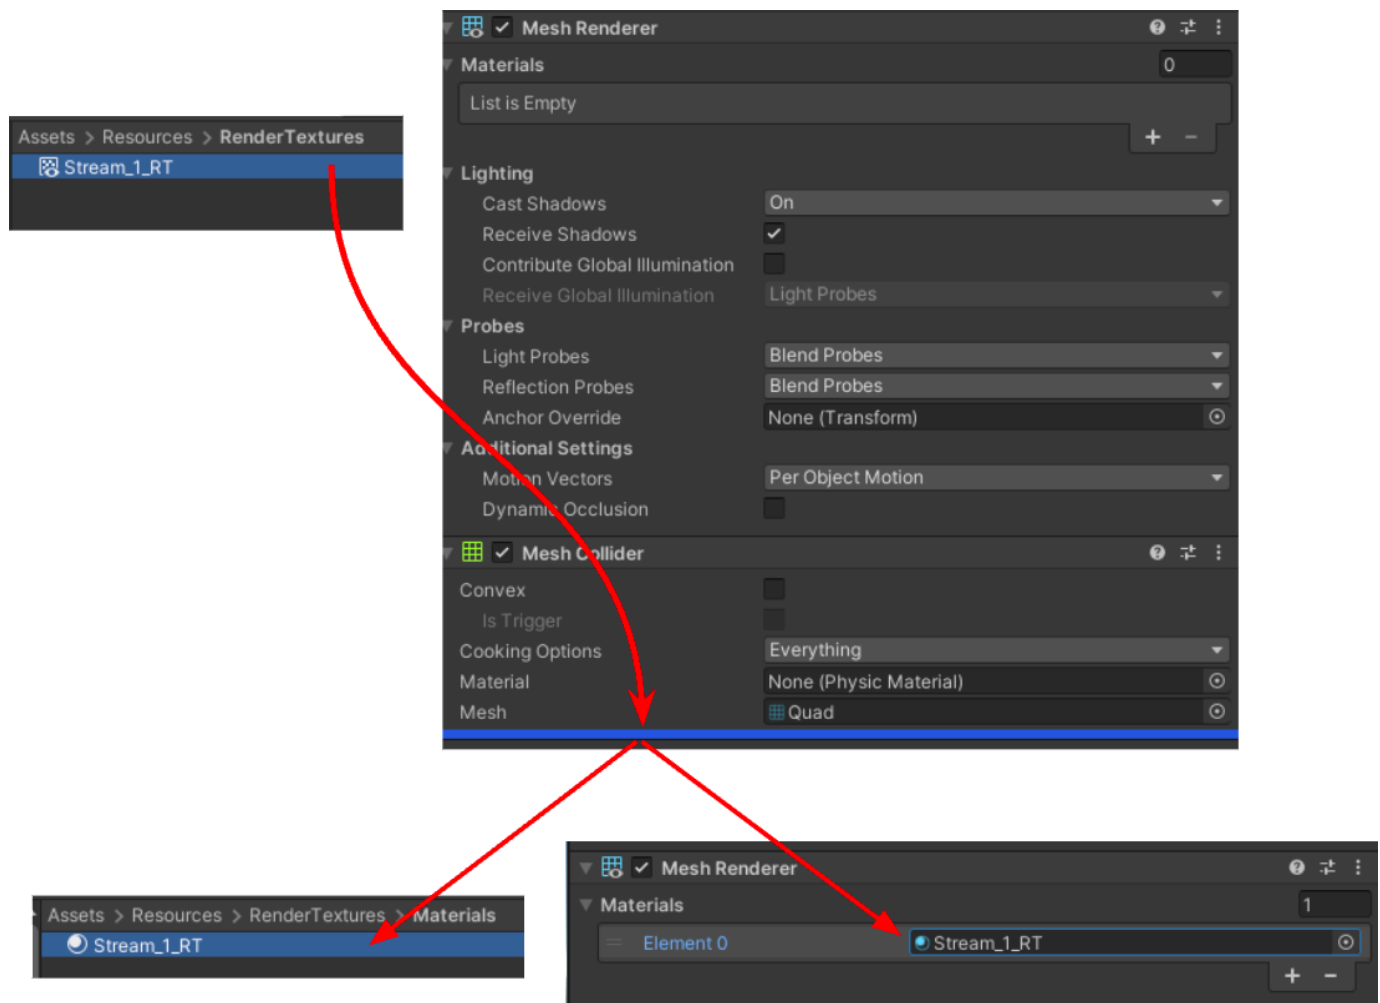 Mesh Renderer
Materials
0
List is Empty
+ -
Assets > Resources > RenderTextures
Stream_1_RT
Lighting
Cast Shadows On
Receive Shadows
Contribute Global Illumination
Receive Global Illumination Light Probes
Probes
Light Probes Blend Probes
Reflection Probes Blend Probes
Anchor Override None (Transform)
Additional Settings
Motion Vectors Per Object Motion
Dynamic Occlusion
Mesh Collider
Convex
Is Trigger
Cooking Options Everything
Material None (Physic Material)
Mesh Quad
Assets > Resources > RenderTextures > Materials
Stream_1_RT
Mesh Renderer
Materials 1
Element 0 Stream_1_RT
+ -